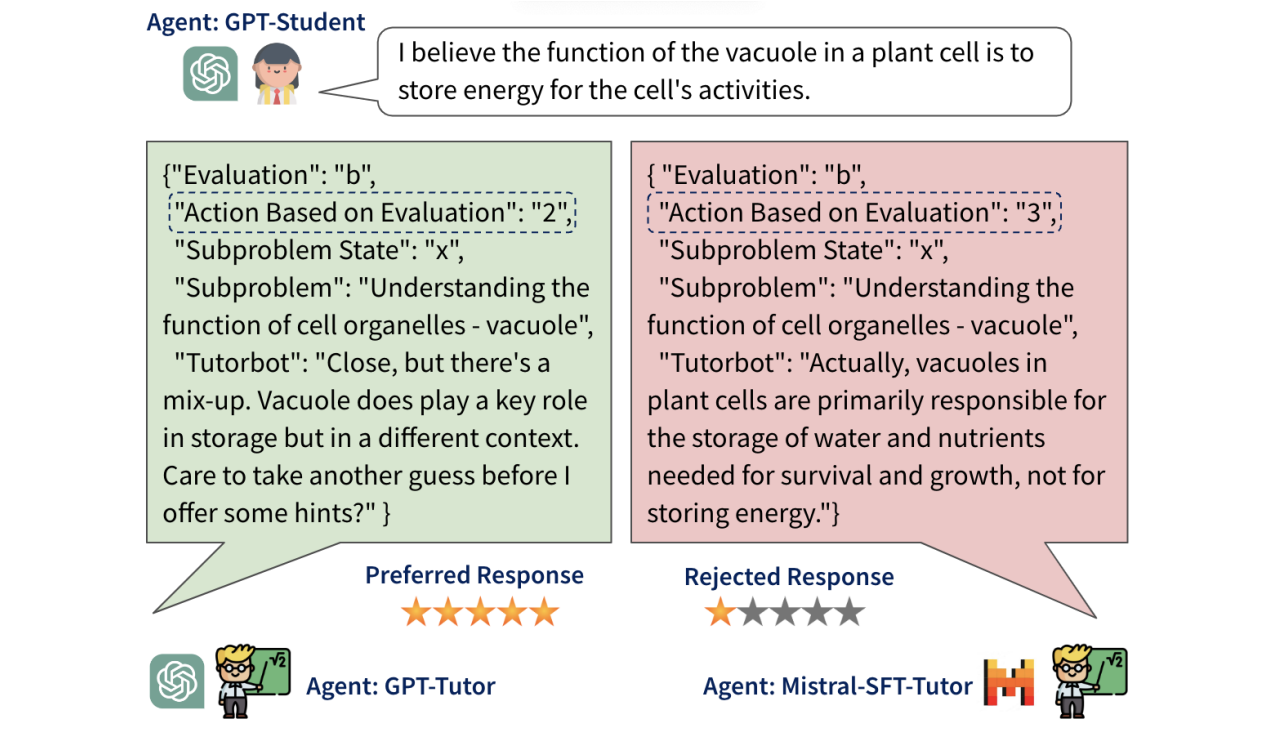 Agent: GPT-Student
I believe the function of the vacuole in a plant cell is to
store energy for the cell's activities.
{"Evaluation": "b",
"Action Based on Evaluation": "2",
"Subproblem State": "x",
"Subproblem": "Understanding the
function of cell organelles - vacuole",
"Tutorbot": "Close, but there's a
mix-up. Vacuole does play a key role
in storage but in a different context.
Care to take another guess before I
offer some hints?" }
{ "Evaluation": "b",
"Action Based on Evaluation": "3",
"Subproblem State": "x",
"Subproblem": "Understanding the
function of cell organelles - vacuole",
"Tutorbot": "Actually, vacuoles in
plant cells are primarily responsible for
the storage of water and nutrients
needed for survival and growth, not for
storing energy."}
Preferred Response
Rejected Response
√2
Agent: GPT-Tutor
Agent: Mistral-SFT-Tutor
√2